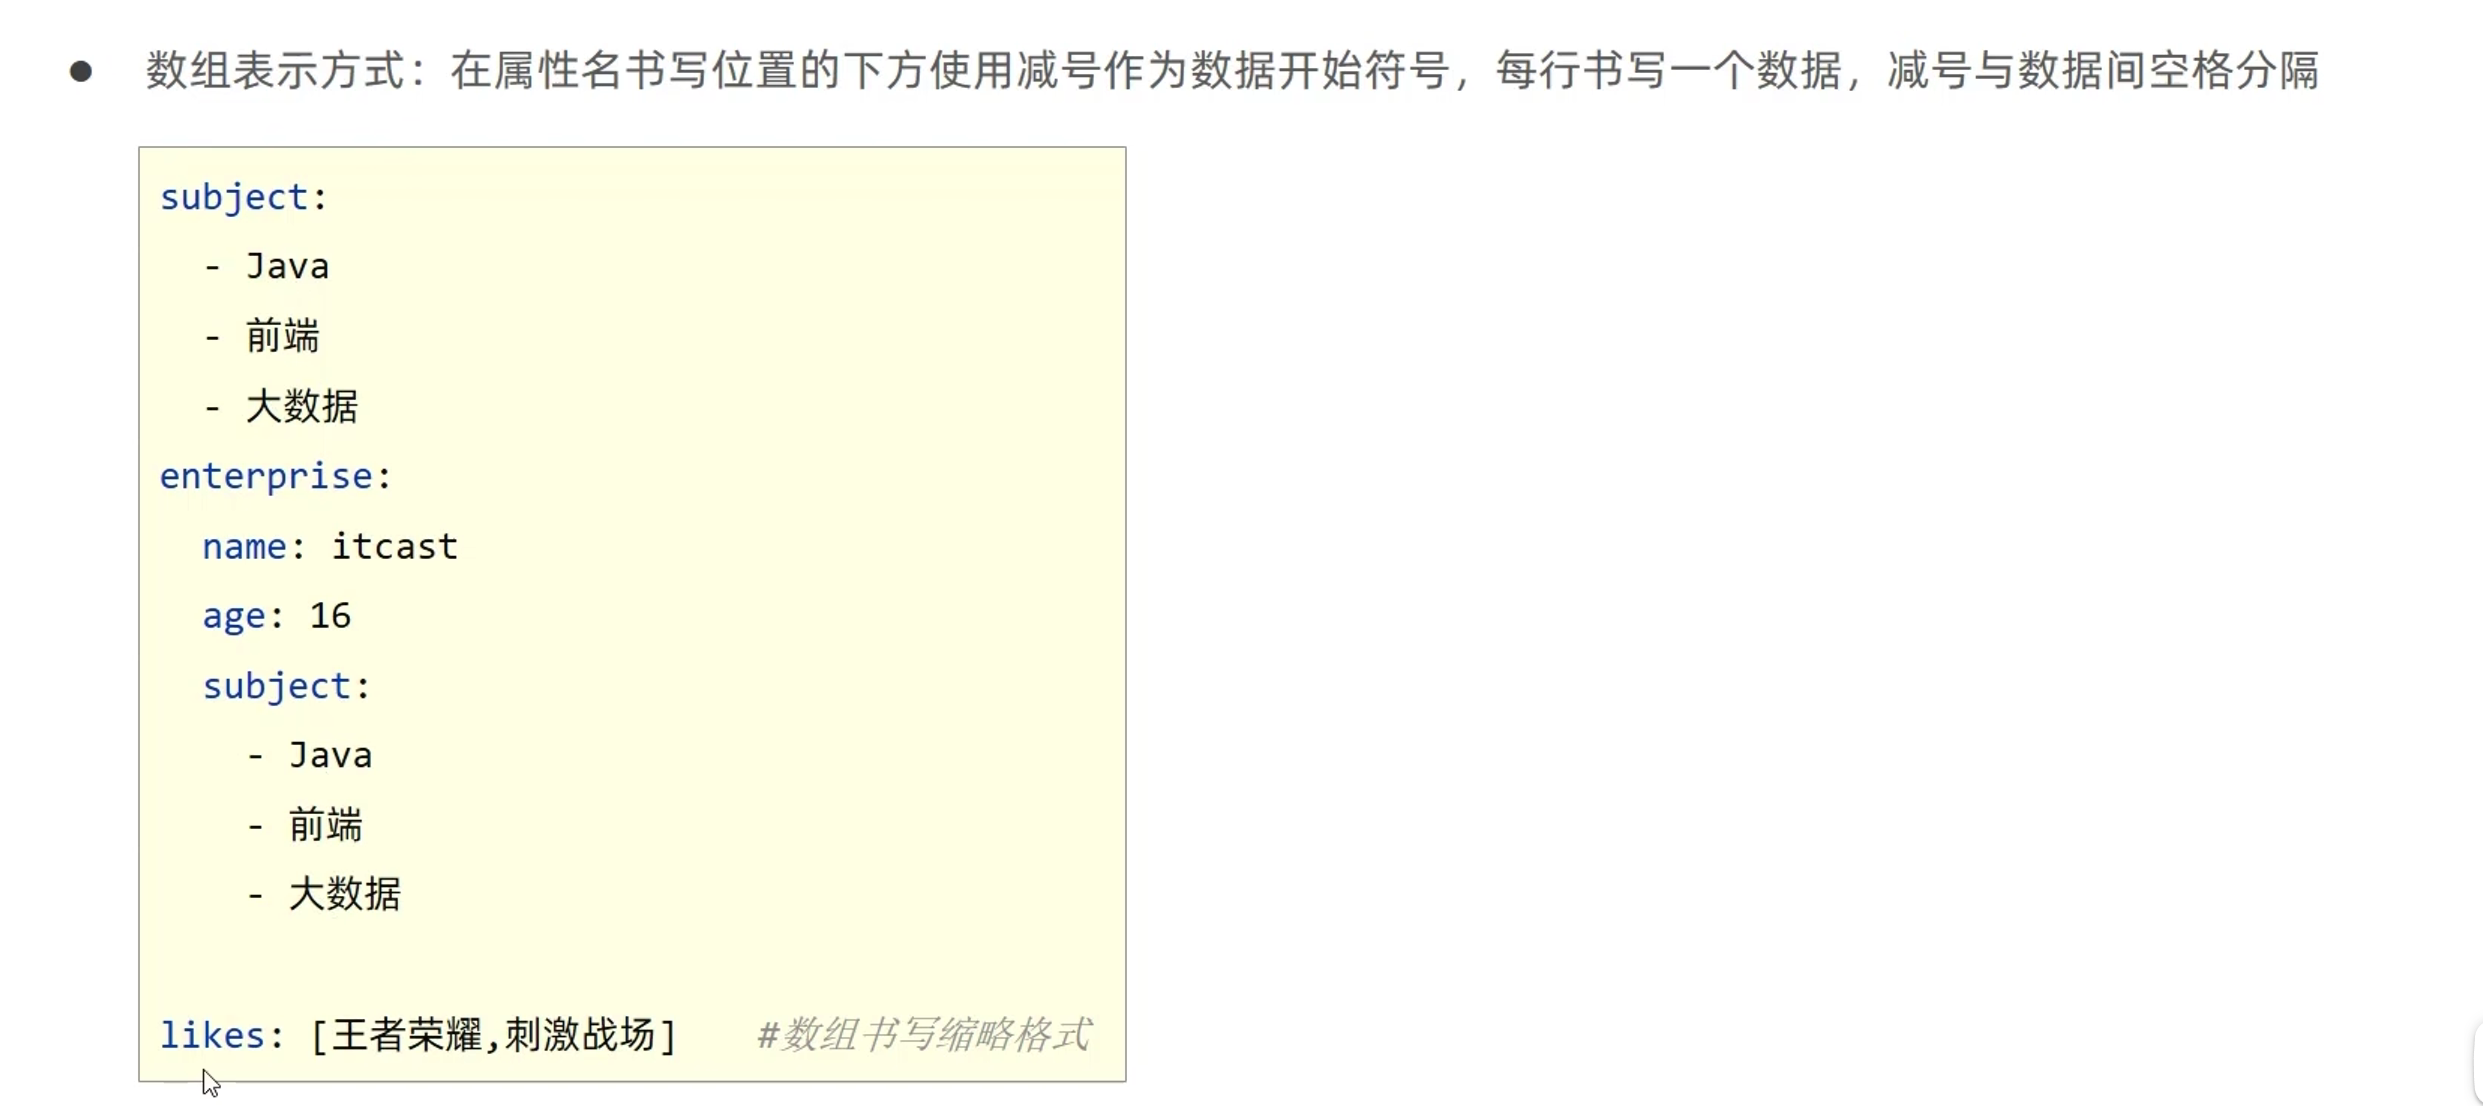 ● 数组表示方式：在属性名书写位置的下方使用减号作为数据开始符号，每行书写一个数据，减号与数据间空格分隔
subject:
  - Java
  - 前端
  - 大数据
enterprise:
  name: itcast
  age: 16
  subject:
    - Java
    - 前端
    - 大数据
likes: [王者荣耀,刺激战场]    #数组书写缩略格式